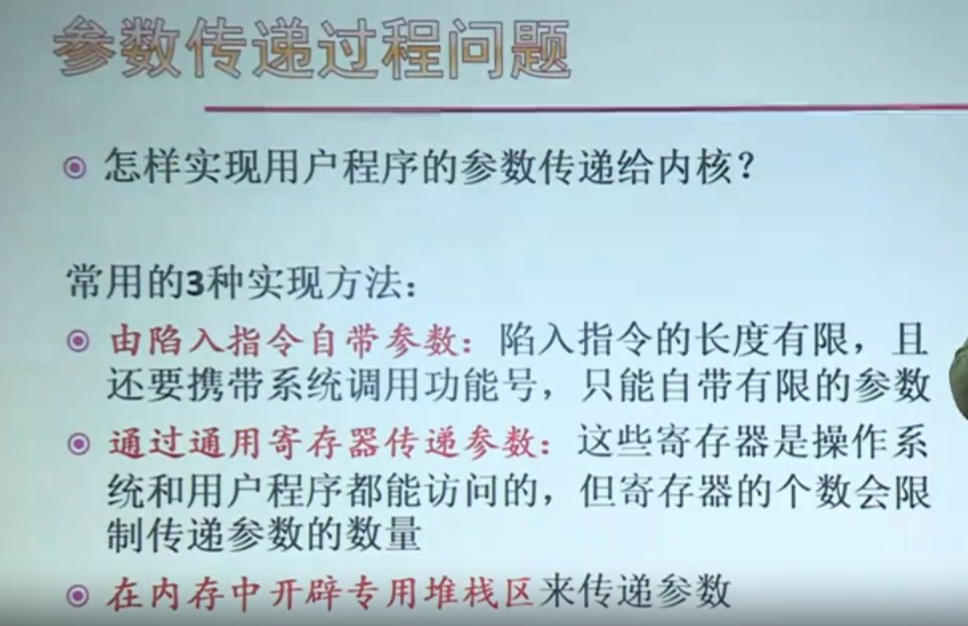 参数传递过程问题
怎样实现用户程序的参数传递给内核？
常用的3种实现方法：
由陷入指令自带参数：陷入指令的长度有限，且
还要携带系统调用功能号，只能自带有限的参数
通过通用寄存器传递参数：这些寄存器是操作系
统和用户程序都能访问的，但寄存器的个数会限
制传递参数的数量
在内存中开辟专用堆栈区来传递参数